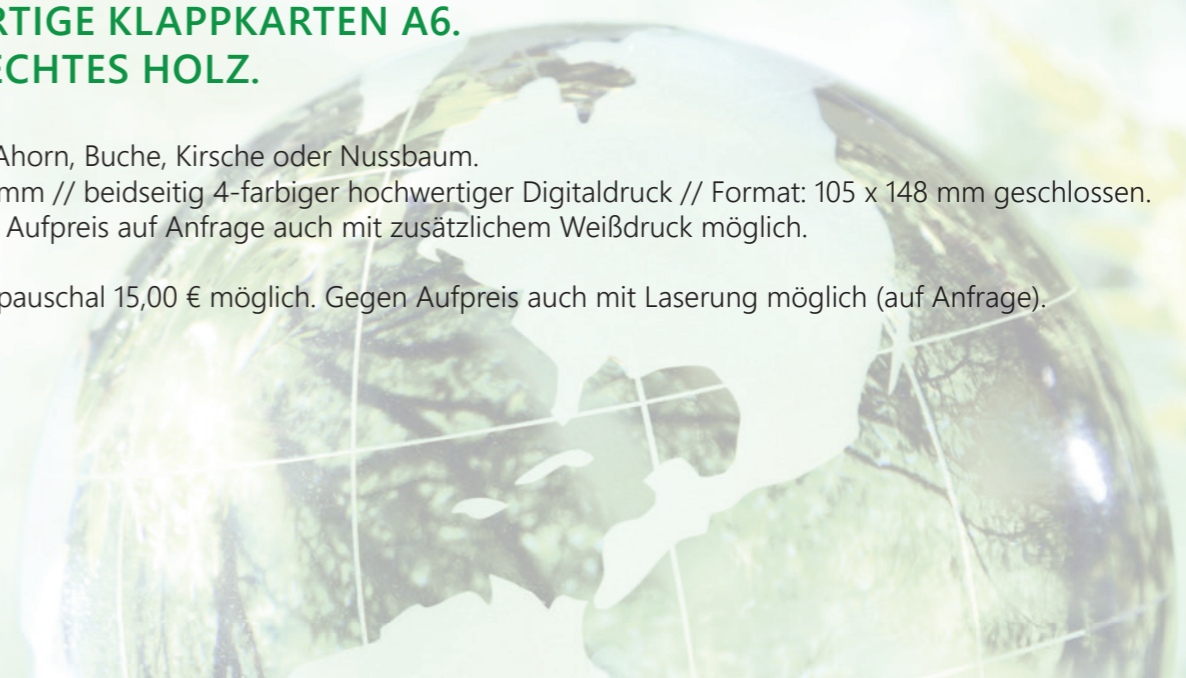 RTIGE KLAPPKARTEN A6.
ECHTES HOLZ.
Ahorn, Buche, Kirsche oder Nussbaum.
mm // beidseitig 4-farbiger hochwertiger Digitaldruck // Format: 105 x 148 mm geschlossen.
Aufpreis auf Anfrage auch mit zusätzlichem Weißdruck möglich.
pauschal 15,00 € möglich. Gegen Aufpreis auch mit Laserung möglich (auf Anfrage).